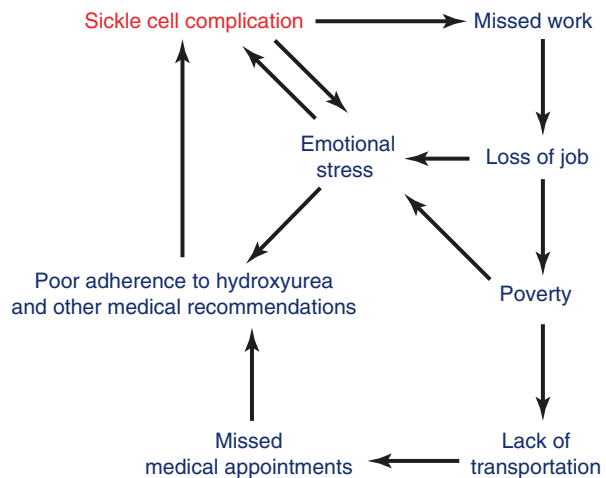 Sickle cell complication
Missed work
Emotional
stress
Loss of job
Poor adherence to hydroxyurea
and other medical recommendations
Poverty
Missed
medical appointments
Lack of
transportation